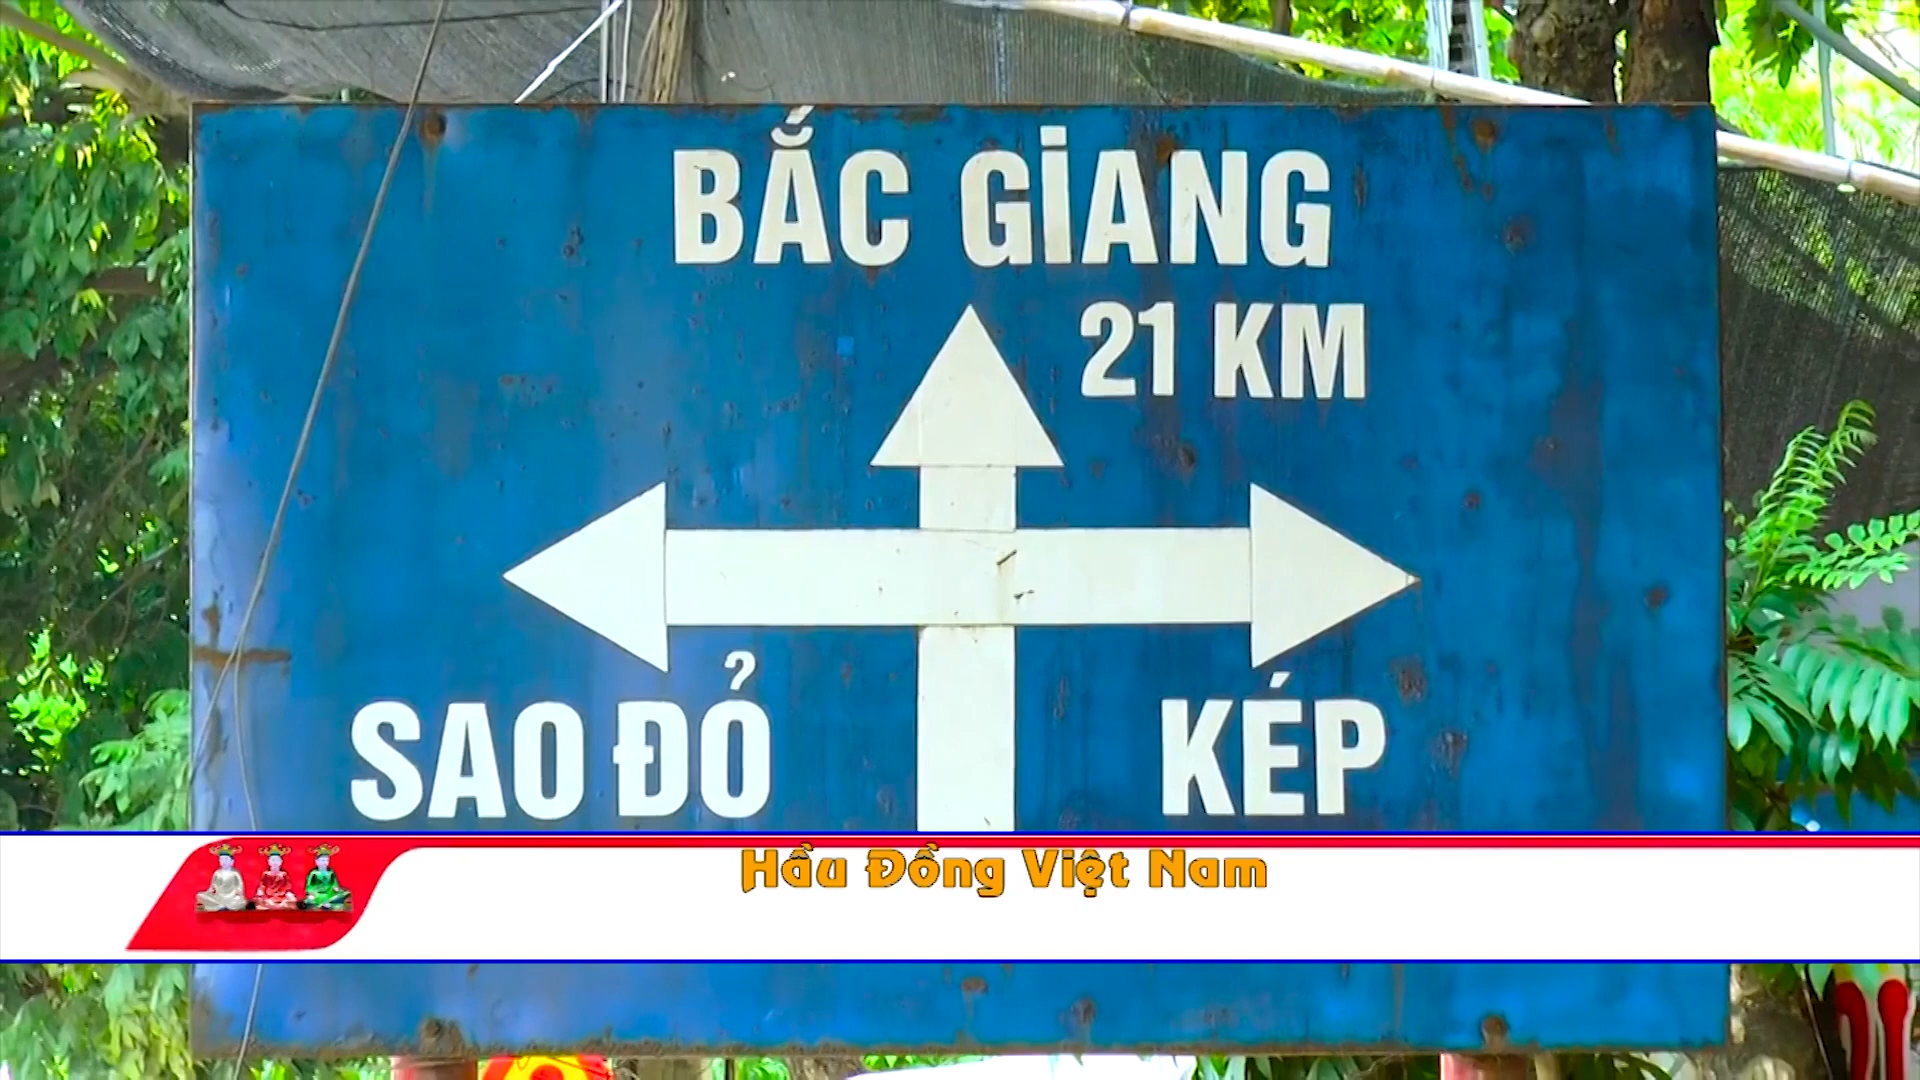 BẮC GIANG
21 KM
SAO ĐỎ
KÉP
Hầu Đồng Việt Nam